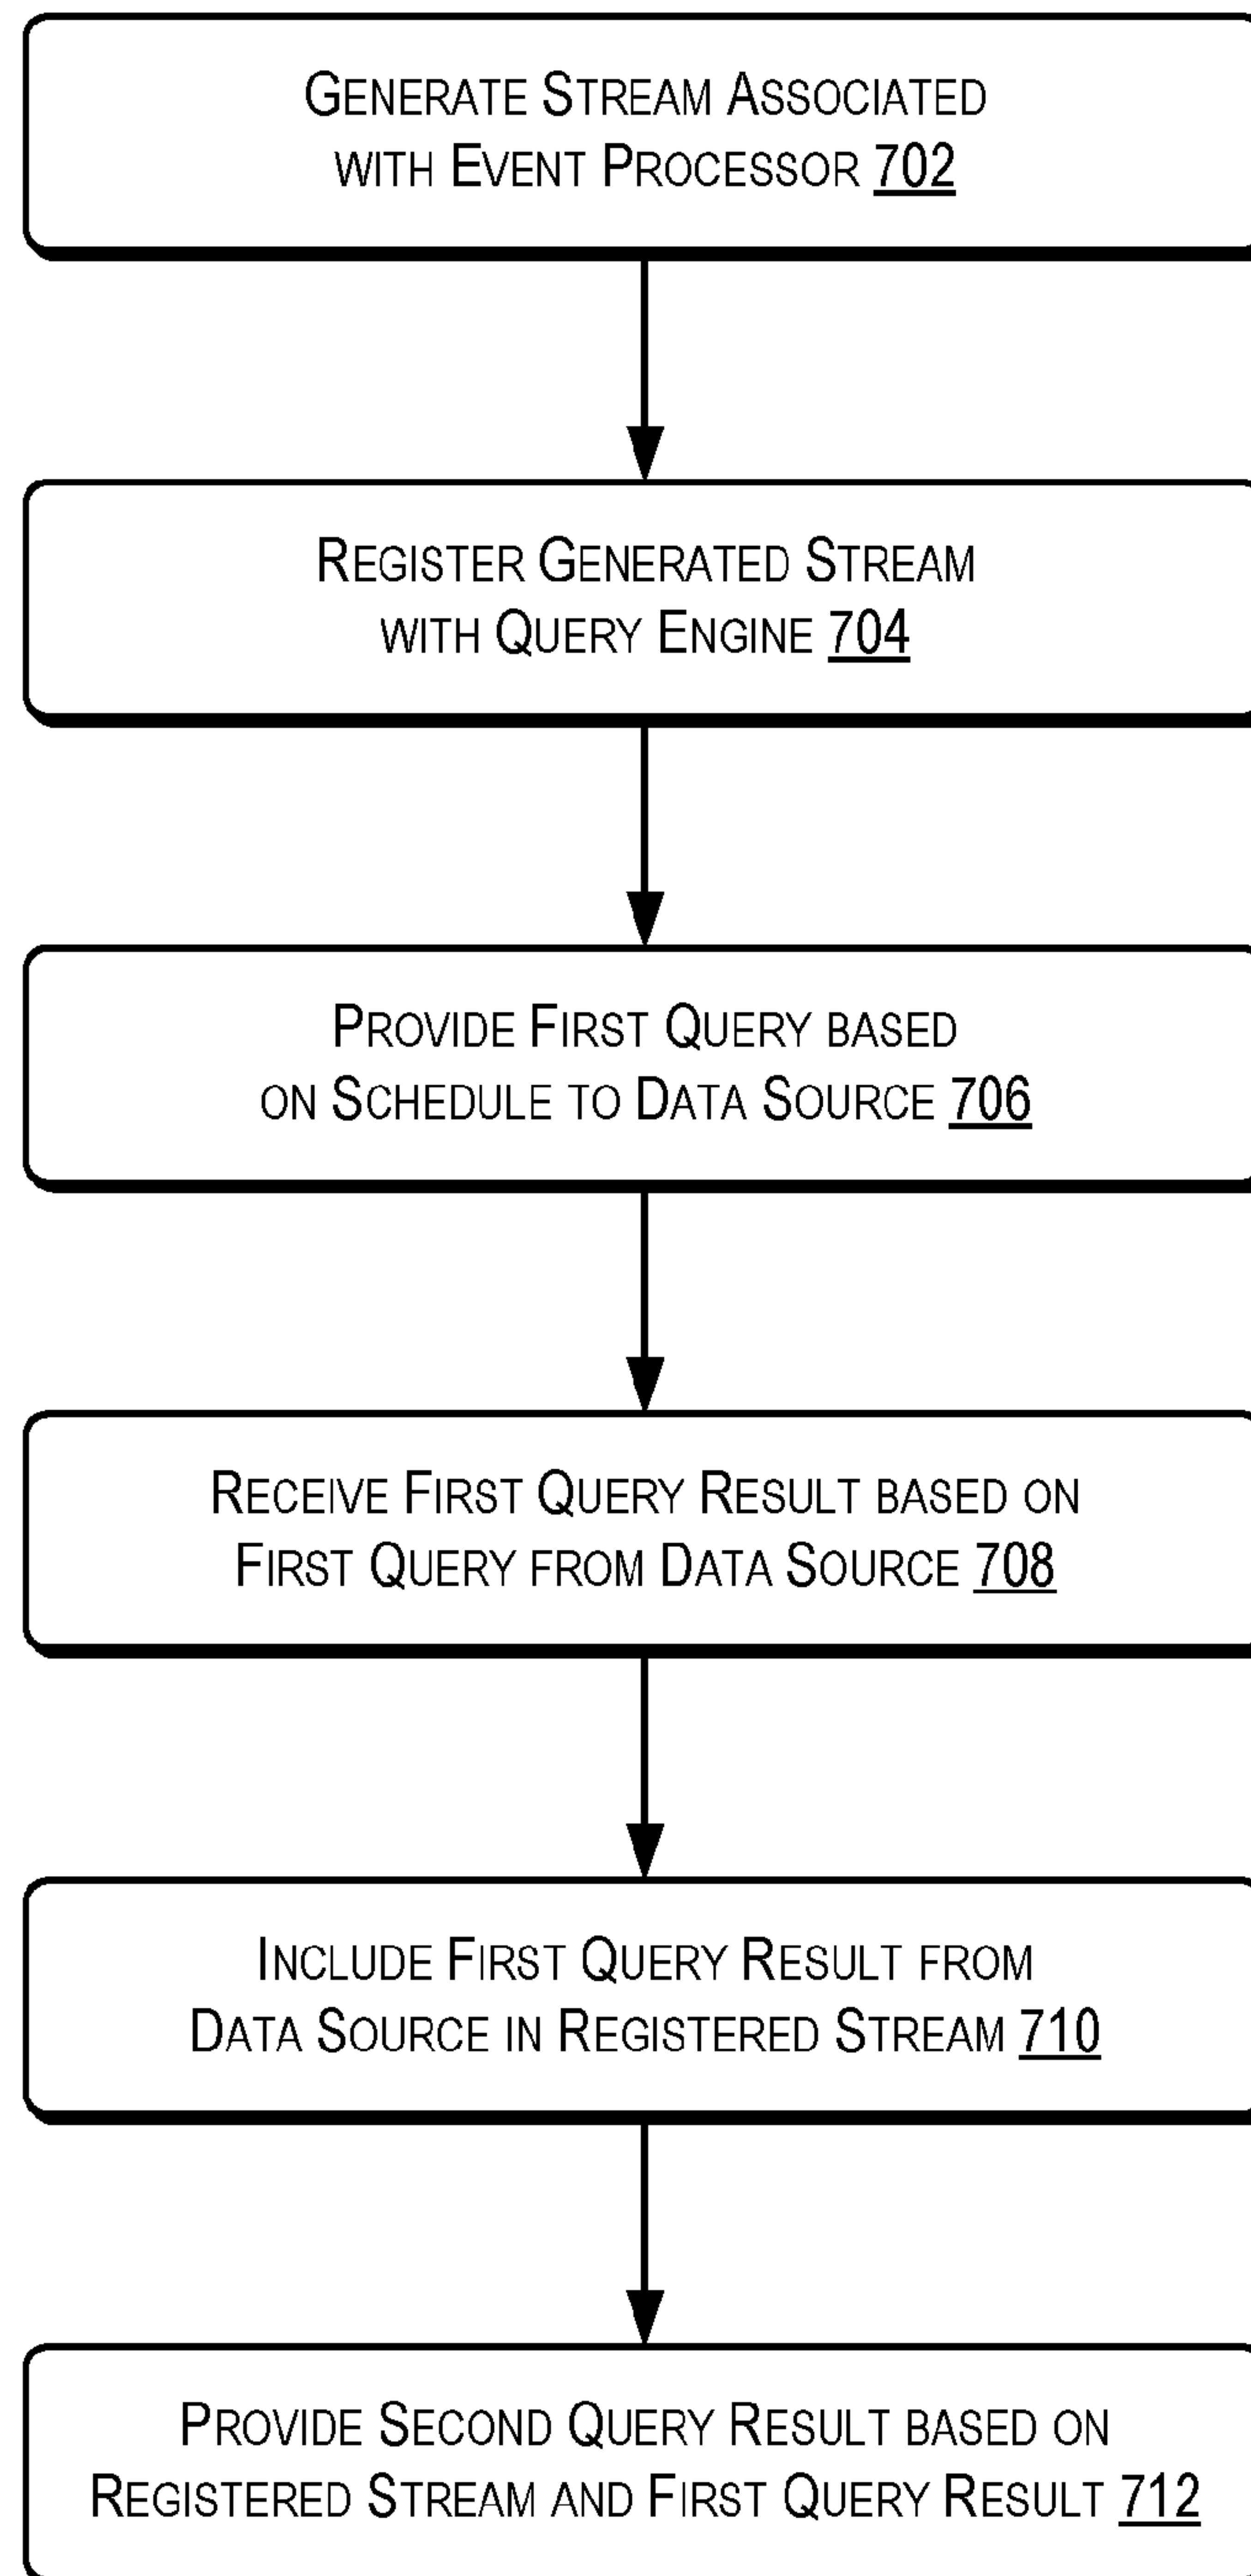 GENERATE STREAM ASSOCIATED
WITH EVENT PROCESSOR 702
REGISTER GENERATED STREAM
WITH QUERY ENGINE 704
PROVIDE FIRST QUERY BASED
ON SCHEDULE TO DATA SOURCE 706
RECEIVE FIRST QUERY RESULT BASED ON
FIRST QUERY FROM DATA SOURCE 708
INCLUDE FIRST QUERY RESULT FROM
DATA SOURCE IN REGISTERED STREAM 710
PROVIDE SECOND QUERY RESULT BASED ON
REGISTERED STREAM AND FIRST QUERY RESULT 712